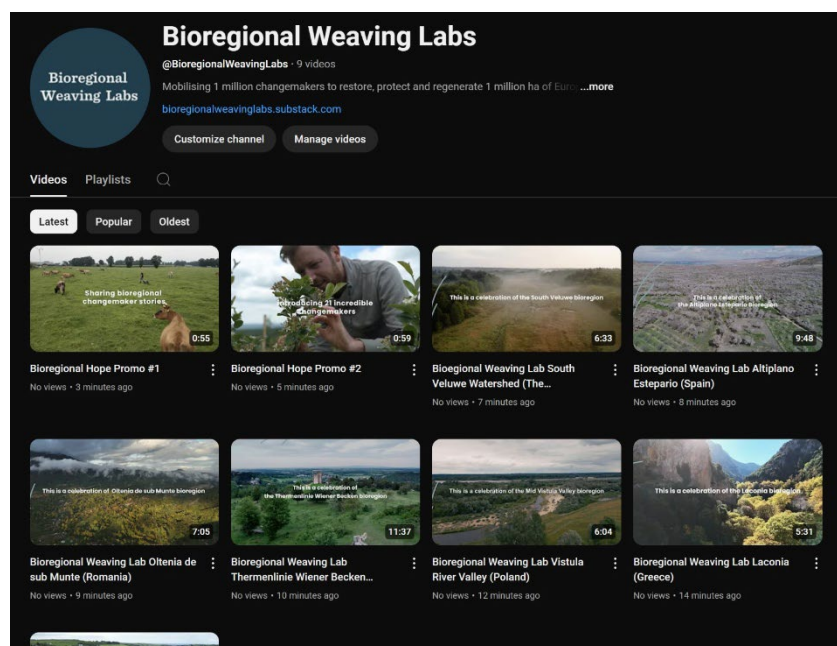 Bioregional
Weaving Labs
Bioregional Weaving Labs
@BioregionalWeavingLabs · 9 videos
Mobilising 1 million changemakers to restore, protect and regenerate 1 million ha of Euro ...more
bioregionalweavinglabs.substack.com
Customize channel Manage videos
Videos Playlists
Latest Popular Oldest
Sharing bioregional
changemaker stories
0:55
Introducing 21 incredible
changemakers
0:59
This is a celebration of the South Veluwe bioregion
6:33
This is a celebration of
the Altiplano Estepario bioregion
9:48
Bioregional Hope Promo #1
No views • 3 minutes ago
Bioregional Hope Promo #2
No views • 5 minutes ago
Bioegional Weaving Lab South
Veluwe Watershed (The...
No views • 7 minutes ago
Bioregional Weaving Lab Altiplano
Estepario (Spain)
No views • 8 minutes ago
This is a celebration of Oltenia de sub Munte bioregion
7:05
This is a celebration of
the Thermanlinie Wiener Becken bioregion
11:37
This is a celebration of the Mid Vistula Valley bioregion
6:04
This is a celebration of the Laconia bioregion
5:31
Bioregional Weaving Lab Oltenia de
sub Munte (Romania)
No views • 9 minutes ago
Bioregional Weaving Lab
Thermenlinie Wiener Becken...
No views • 10 minutes ago
Bioregional Weaving Lab Vistula
River Valley (Poland)
No views • 12 minutes ago
Bioregional Weaving Lab Laconia
(Greece)
No views • 14 minutes ago